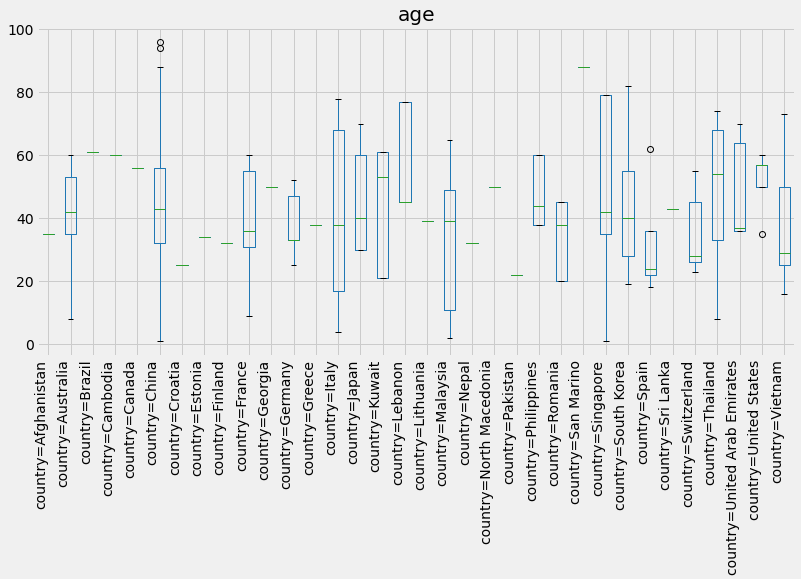 age
100
80
60
40
20
0
country=Afghanistan
country=Australia
country=Brazil
country=Cambodia
country=Canada
country=China
country=Croatia
country=Estonia
country=Finland
country=France
country=Georgia
country=Germany
country=Greece
country=Italy
country=Japan
country=Kuwait
country=Lebanon
country=Lithuania
country=Malaysia
country=Nepal
country=North Macedonia
country=Pakistan
country=Philippines
country=Romania
country=San Marino
country=Singapore
country=South Korea
country=Spain
country=Sri Lanka
country=Switzerland
country=Thailand
country=United Arab Emirates
country=United States
country=Vietnam